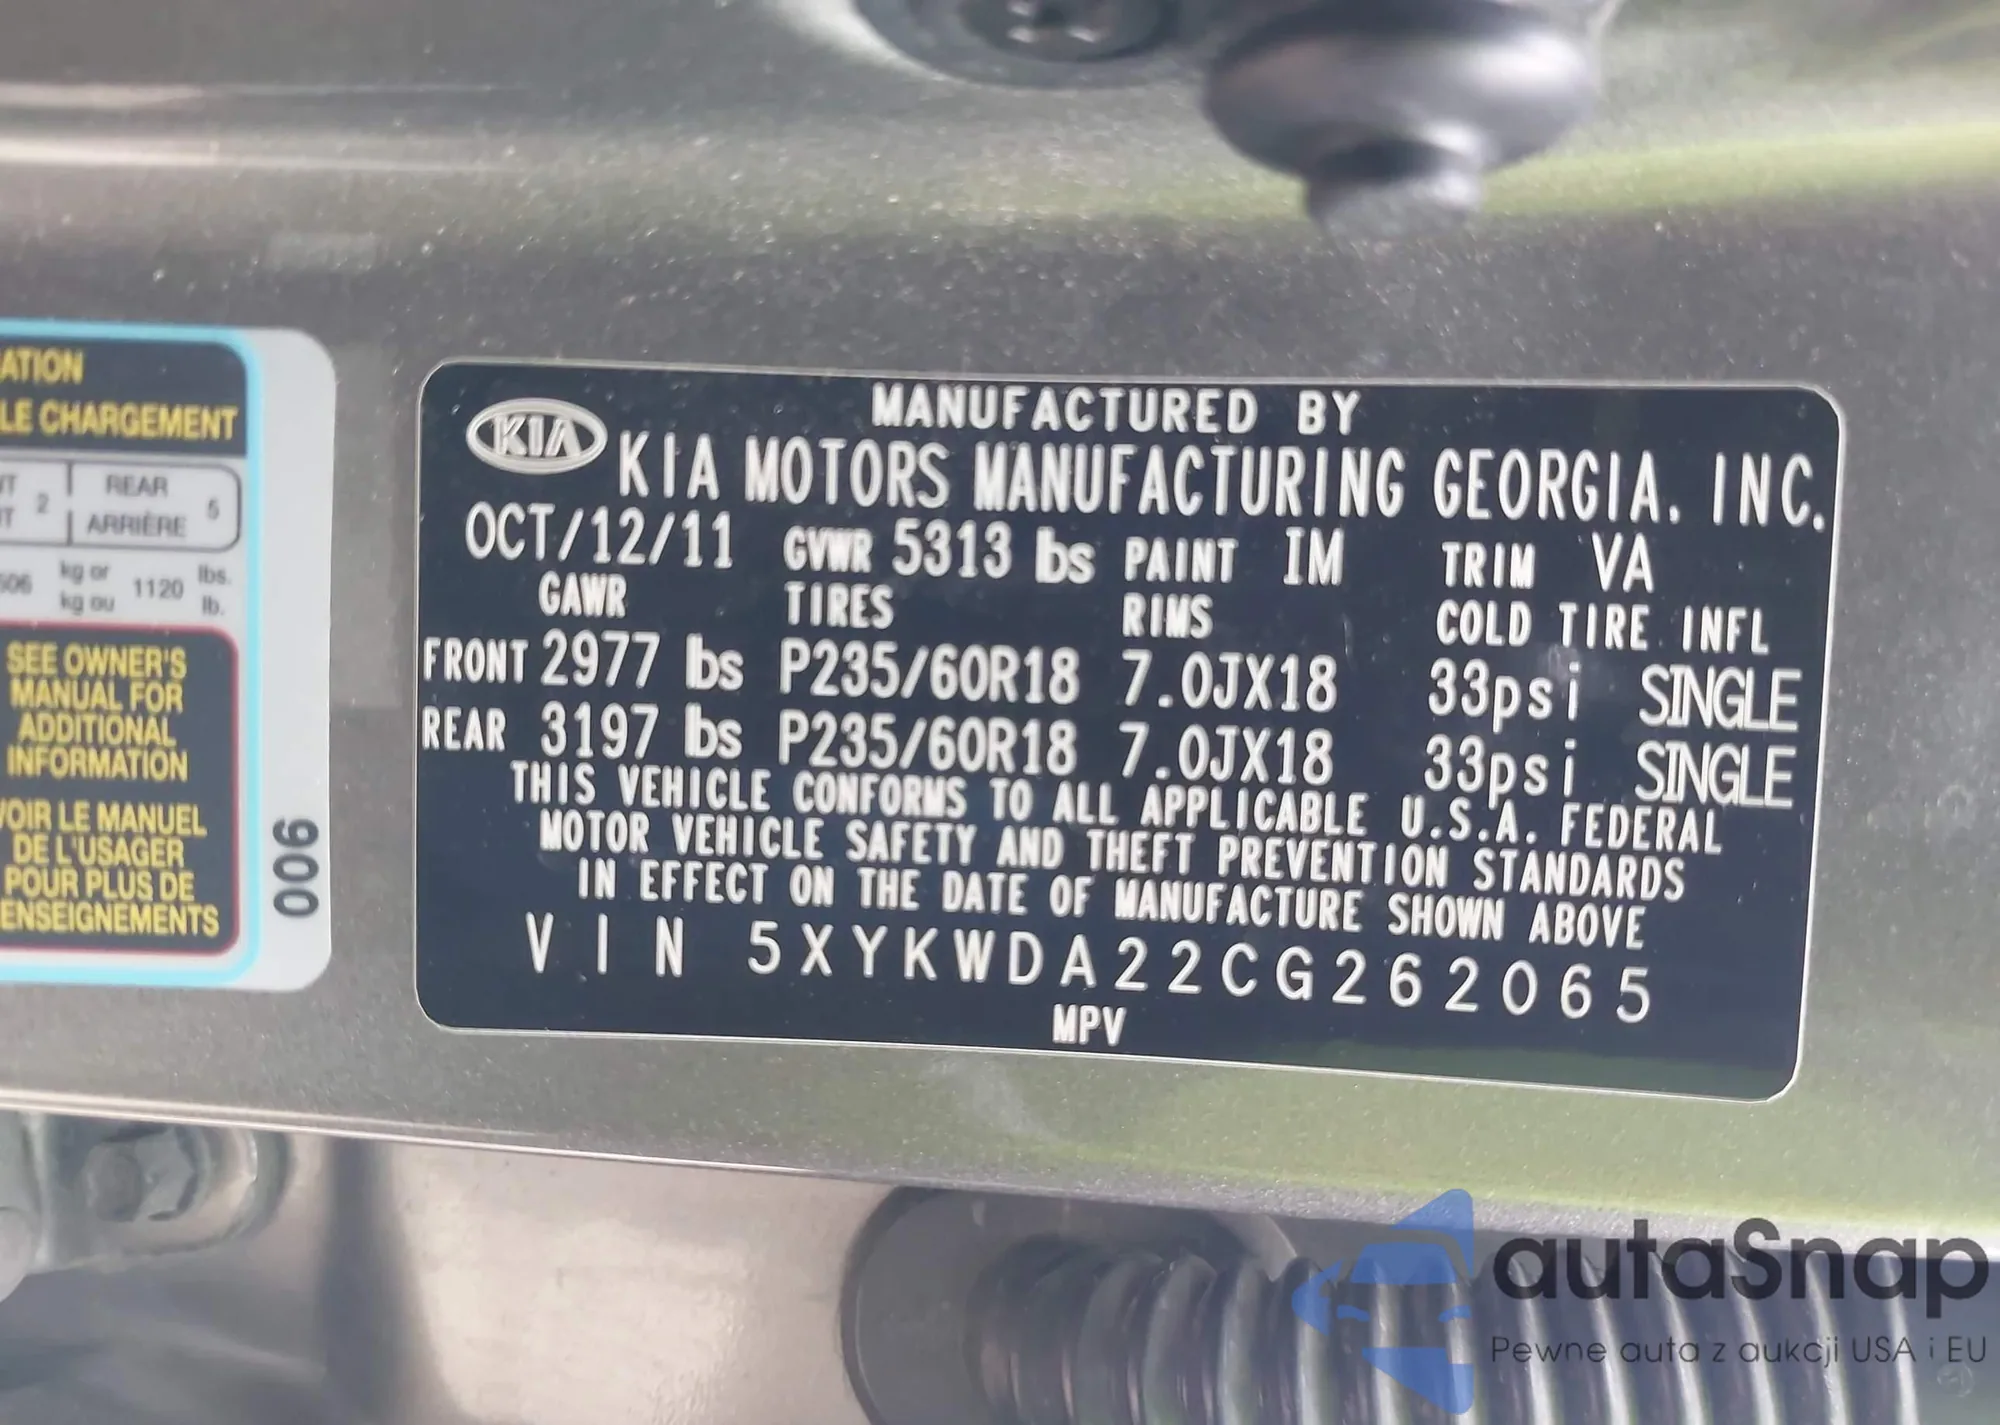 ATION
LE CHARGEMENT
2 REAR 5
ARRIÈRE
kg or 1120 lbs.
kg ou lb.
SEE OWNER'S
MANUAL FOR
ADDITIONAL
INFORMATION
VOIR LE MANUEL
DE L'USAGER
POUR PLUS DE
ENSEIGNEMENTS
006
KIA
MANUFACTURED BY
KIA MOTORS MANUFACTURING GEORGIA. INC.
OCT/12/11 GVWR 5313 lbs PAINT IM TRIM VA
GAWR TIRES RIMS COLD TIRE INFL
FRONT 2977 lbs P235/60R18 7.0JX18 33psi SINGLE
REAR 3197 lbs P235/60R18 7.0JX18 33psi SINGLE
THIS VEHICLE CONFORMS TO ALL APPLICABLE U.S.A. FEDERAL
MOTOR VEHICLE SAFETY AND THEFT PREVENTION STANDARDS
IN EFFECT ON THE DATE OF MANUFACTURE SHOWN ABOVE
VIN 5XYKWDA22CG262065
MPV
autaSnap
Pewne auta z aukcji USA i EU